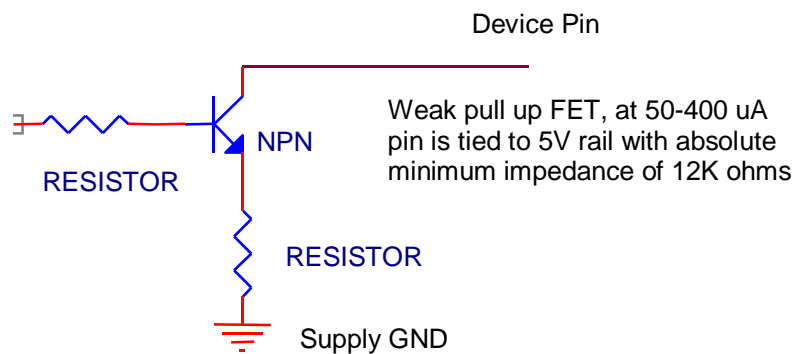 Device Pin
Weak pull up FET, at 50-400 uA
pin is tied to 5V rail with absolute
minimum impedance of 12K ohms
NPN
RESISTOR
RESISTOR
Supply GND